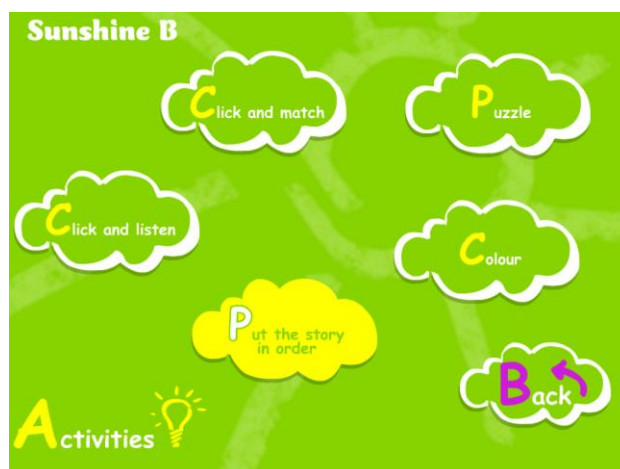 Sunshine B
Click and match
Puzzle
Click and listen
Colour
Put the story
in order
Back
Activities